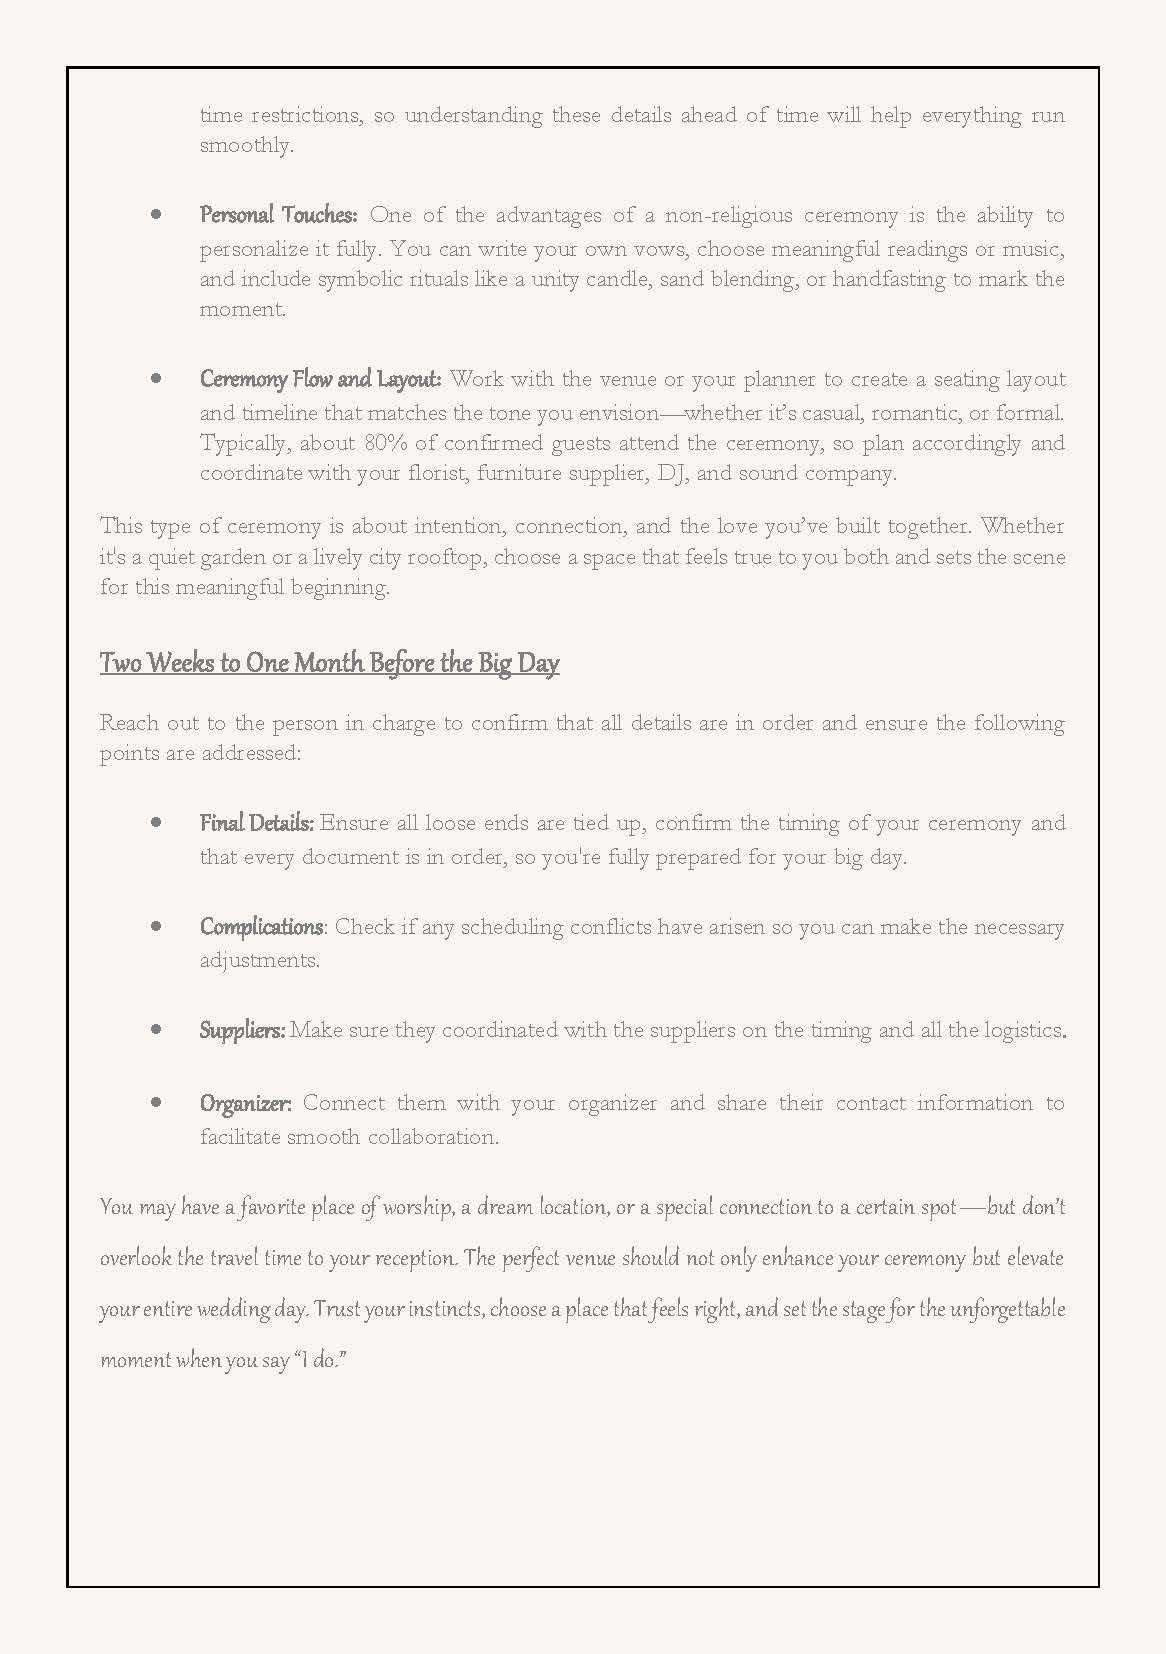 time restrictions, so understanding these details ahead of time will help everything run
smoothly.
• Personal Touches: One of the advantages of a non-religious ceremony is the ability to
personalize it fully. You can write your own vows, choose meaningful readings or music,
and include symbolic rituals like a unity candle, sand blending, or handfasting to mark the
moment.
• Ceremony Flow and Layout: Work with the venue or your planner to create a seating layout
and timeline that matches the tone you envision—whether it’s casual, romantic, or formal.
Typically, about 80% of confirmed guests attend the ceremony, so plan accordingly and
coordinate with your florist, furniture supplier, DJ, and sound company.
This type of ceremony is about intention, connection, and the love you’ve built together. Whether
it's a quiet garden or a lively city rooftop, choose a space that feels true to you both and sets the scene
for this meaningful beginning.
Two Weeks to One Month Before the Big Day
Reach out to the person in charge to confirm that all details are in order and ensure the following
points are addressed:
• Final Details: Ensure all loose ends are tied up, confirm the timing of your ceremony and
that every document is in order, so you're fully prepared for your big day.
• Complications: Check if any scheduling conflicts have arisen so you can make the necessary
adjustments.
• Suppliers: Make sure they coordinated with the suppliers on the timing and all the logistics.
• Organizer: Connect them with your organizer and share their contact information to
facilitate smooth collaboration.
You may have a favorite place of worship, a dream location, or a special connection to a certain spot—but don’t
overlook the travel time to your reception. The perfect venue should not only enhance your ceremony but elevate
your entire wedding day. Trust your instincts, choose a place that feels right, and set the stage for the unforgettable
moment when you say “I do.”